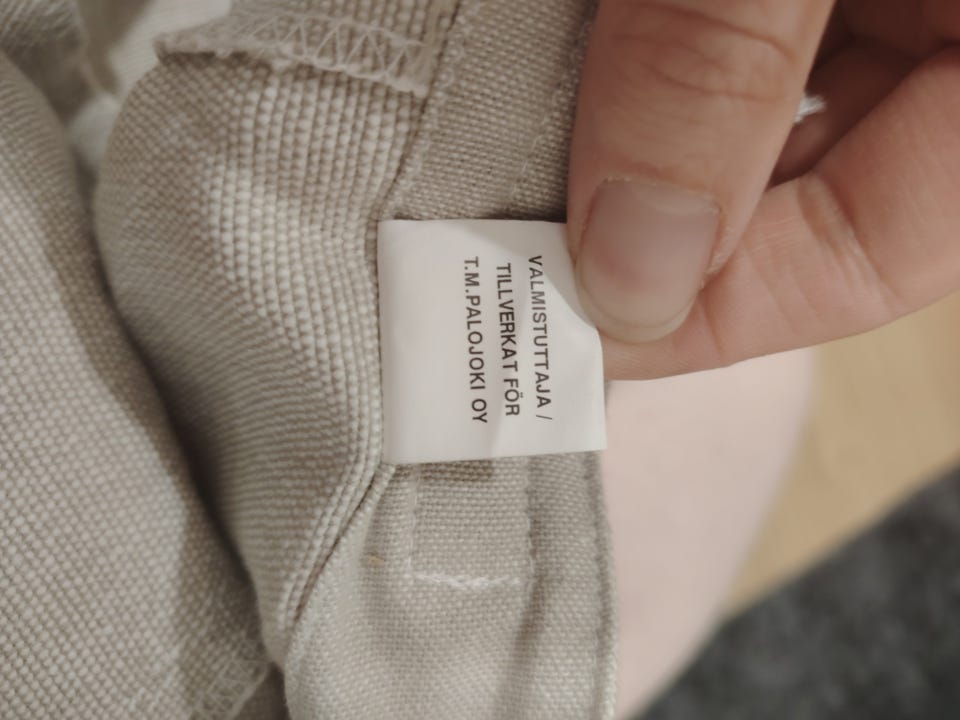 VALMISTUTTAJA /
TILLVERKAT FÖR
T.M.PALOJOKI OY